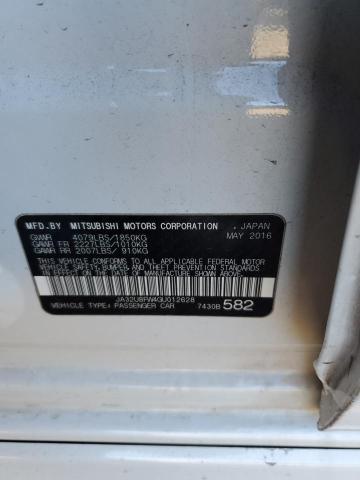 MFD.BY MITSUBISHI MOTORS CORPORATION , JAPAN
GVWR 4079LBS/1850KG MAY 2016
GAWR FR 2227LBS/1010KG
GAWR RR 2007LBS/ 910KG
THIS VEHICLE CONFORMS TO ALL APPLICABLE FEDERAL MOTOR
VEHICLE SAFETY, BUMPER, AND THEFT PREVENTION STANDARDS
IN EFFECT ON THE DATE OF MANUFACTURE SHOWN ABOVE.
JA32U8FW4GU012628
VEHICLE TYPE: PASSENGER CAR 7430B 582